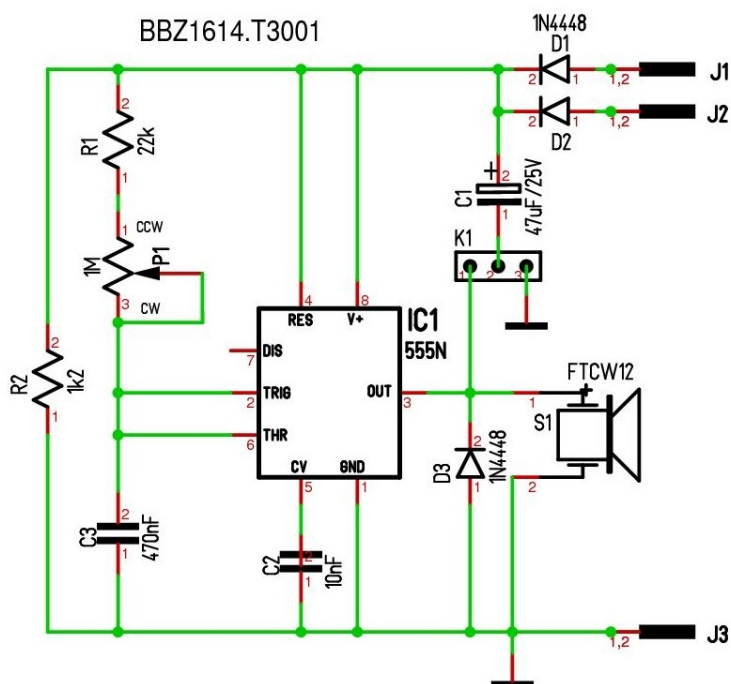 BBZ1614.T3001
1N4448
D1
2
1
1,2
J1
2
1
1,2
J2
D2
2
R1
22k
1
+
2
C1
47uF/25V
1
K1
1
2
3
1
CCW
1M
P1
3
CW
4
8
RES
V+
IC1
555N
DIS
7
TRIG
2
THR
6
OUT
3
CV
GND
5
1
2
R2
1k2
1
FTCW12
+
1
S1
2
2
D3
1N4448
1
2
C3
470nF
1
2
C2
10nF
1
1,2
J3